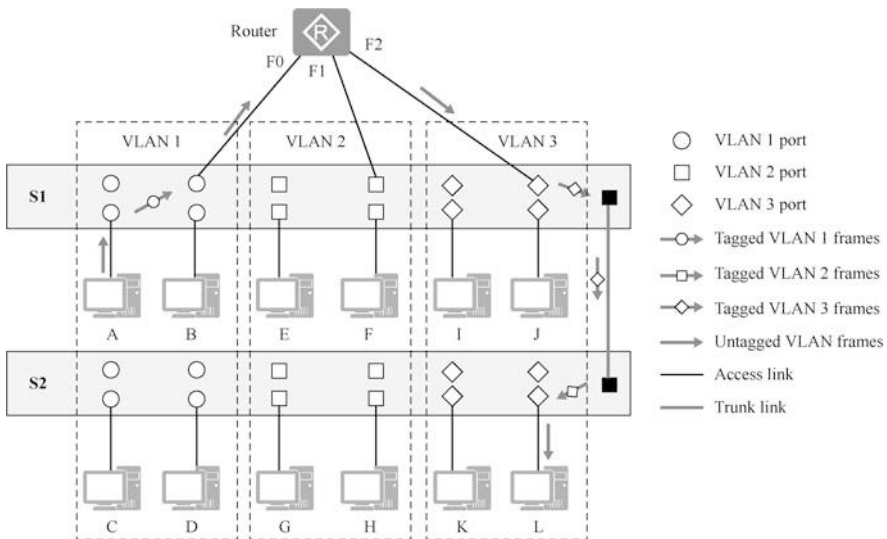 Router
R
F0
F1
F2
VLAN 1
VLAN 2
VLAN 3
S1
A
B
E
F
I
J
S2
C
D
G
H
K
L
VLAN 1 port
VLAN 2 port
VLAN 3 port
Tagged VLAN 1 frames
Tagged VLAN 2 frames
Tagged VLAN 3 frames
Untagged VLAN frames
Access link
Trunk link